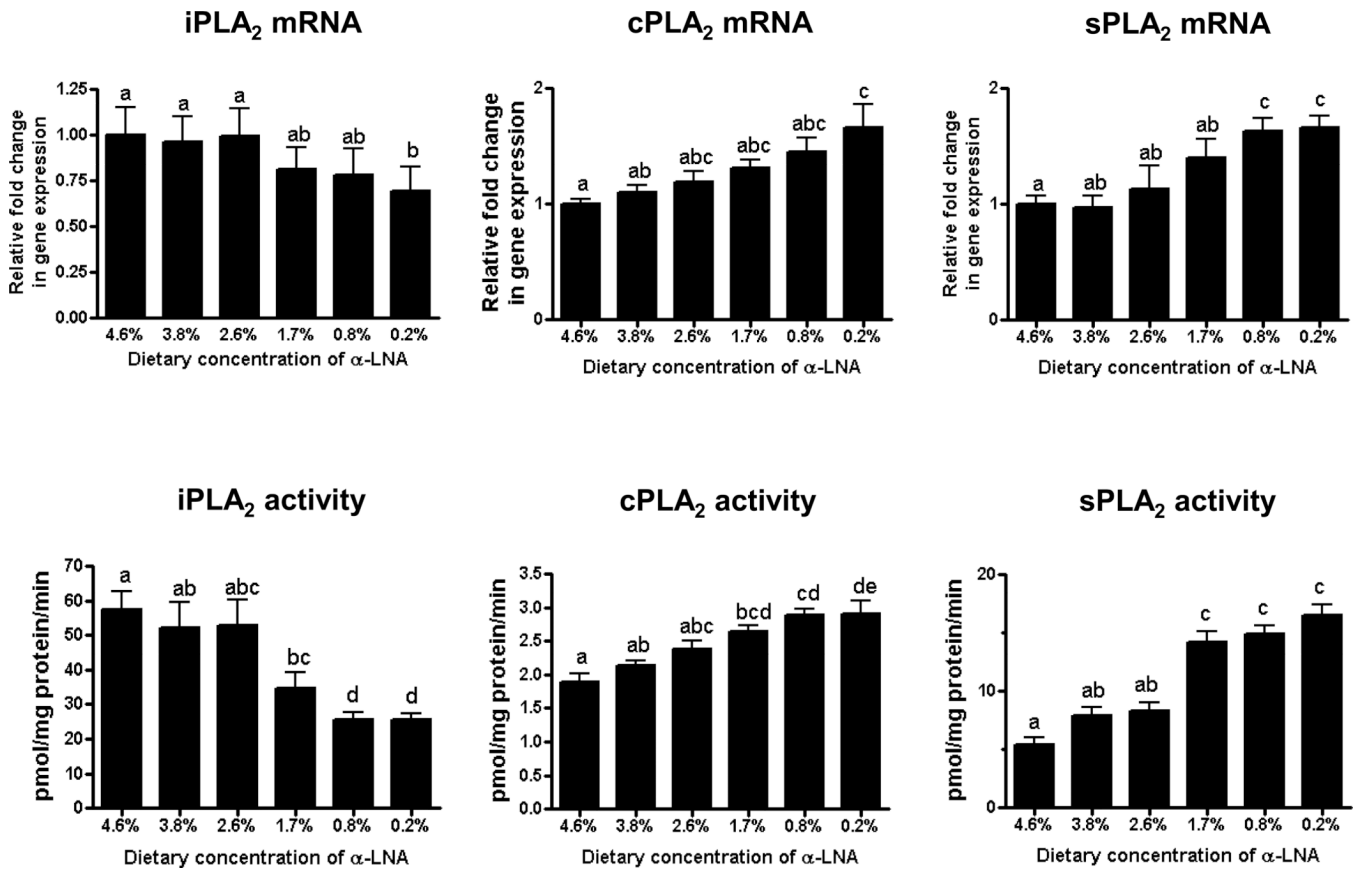 iPLA₂ mRNA
Relative fold change
in gene expression
1.25
1.00
0.75
0.50
0.25
0.00
a
a
a
ab
ab
b
4.6% 3.8% 2.6% 1.7% 0.8% 0.2%
Dietary concentration of α-LNA
cPLA₂ mRNA
Relative fold change
in gene expression
2
1
0
a
ab
abc
abc
abc
c
4.6% 3.8% 2.6% 1.7% 0.8% 0.2%
Dietary concentration of α-LNA
sPLA₂ mRNA
Relative fold change
in gene expression
2
1
0
a
ab
ab
ab
c
c
4.6% 3.8% 2.6% 1.7% 0.8% 0.2%
Dietary concentration of α-LNA
iPLA₂ activity
pmol/mg protein/min
70
60
50
40
30
20
10
0
a
ab
abc
bc
d
d
4.6% 3.8% 2.6% 1.7% 0.8% 0.2%
Dietary concentration of α-LNA
cPLA₂ activity
pmol/mg protein/min
3.5
3.0
2.5
2.0
1.5
1.0
0.5
0.0
a
ab
abc
bcd
cd
de
4.6% 3.8% 2.6% 1.7% 0.8% 0.2%
Dietary concentration of α-LNA
sPLA₂ activity
pmol/mg protein/min
20
10
0
a
ab
ab
c
c
c
4.6% 3.8% 2.6% 1.7% 0.8% 0.2%
Dietary concentration of α-LNA